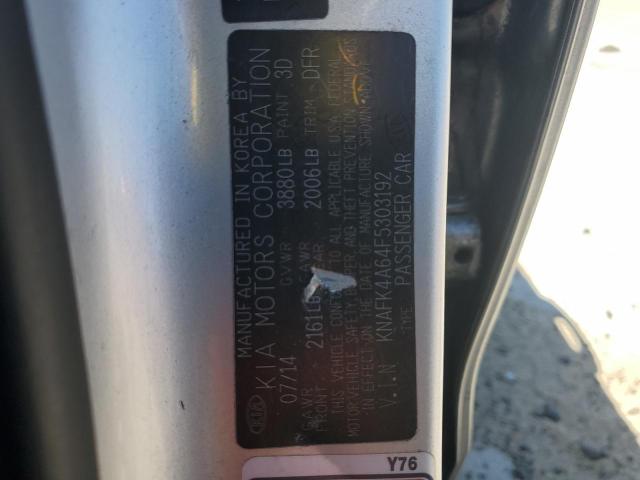 KIA
MANUFACTURED IN KOREA BY
KIA MOTORS CORPORATION
07/14 GVWR 3880LB PAINT 3D
GAWR FRONT 2161LB GAWR REAR 2006LB TRIM DFR
THIS VEHICLE CONFORMS TO ALL APPLICABLE U.S.A. FEDERAL
MOTOR VEHICLE SAFETY, BUMPER, AND THEFT PREVENTION STANDARDS
IN EFFECT ON THE DATE OF MANUFACTURE SHOWN ABOVE.
V.I.N KNAFK4A64F5303192
TYPE PASSENGER CAR
Y76